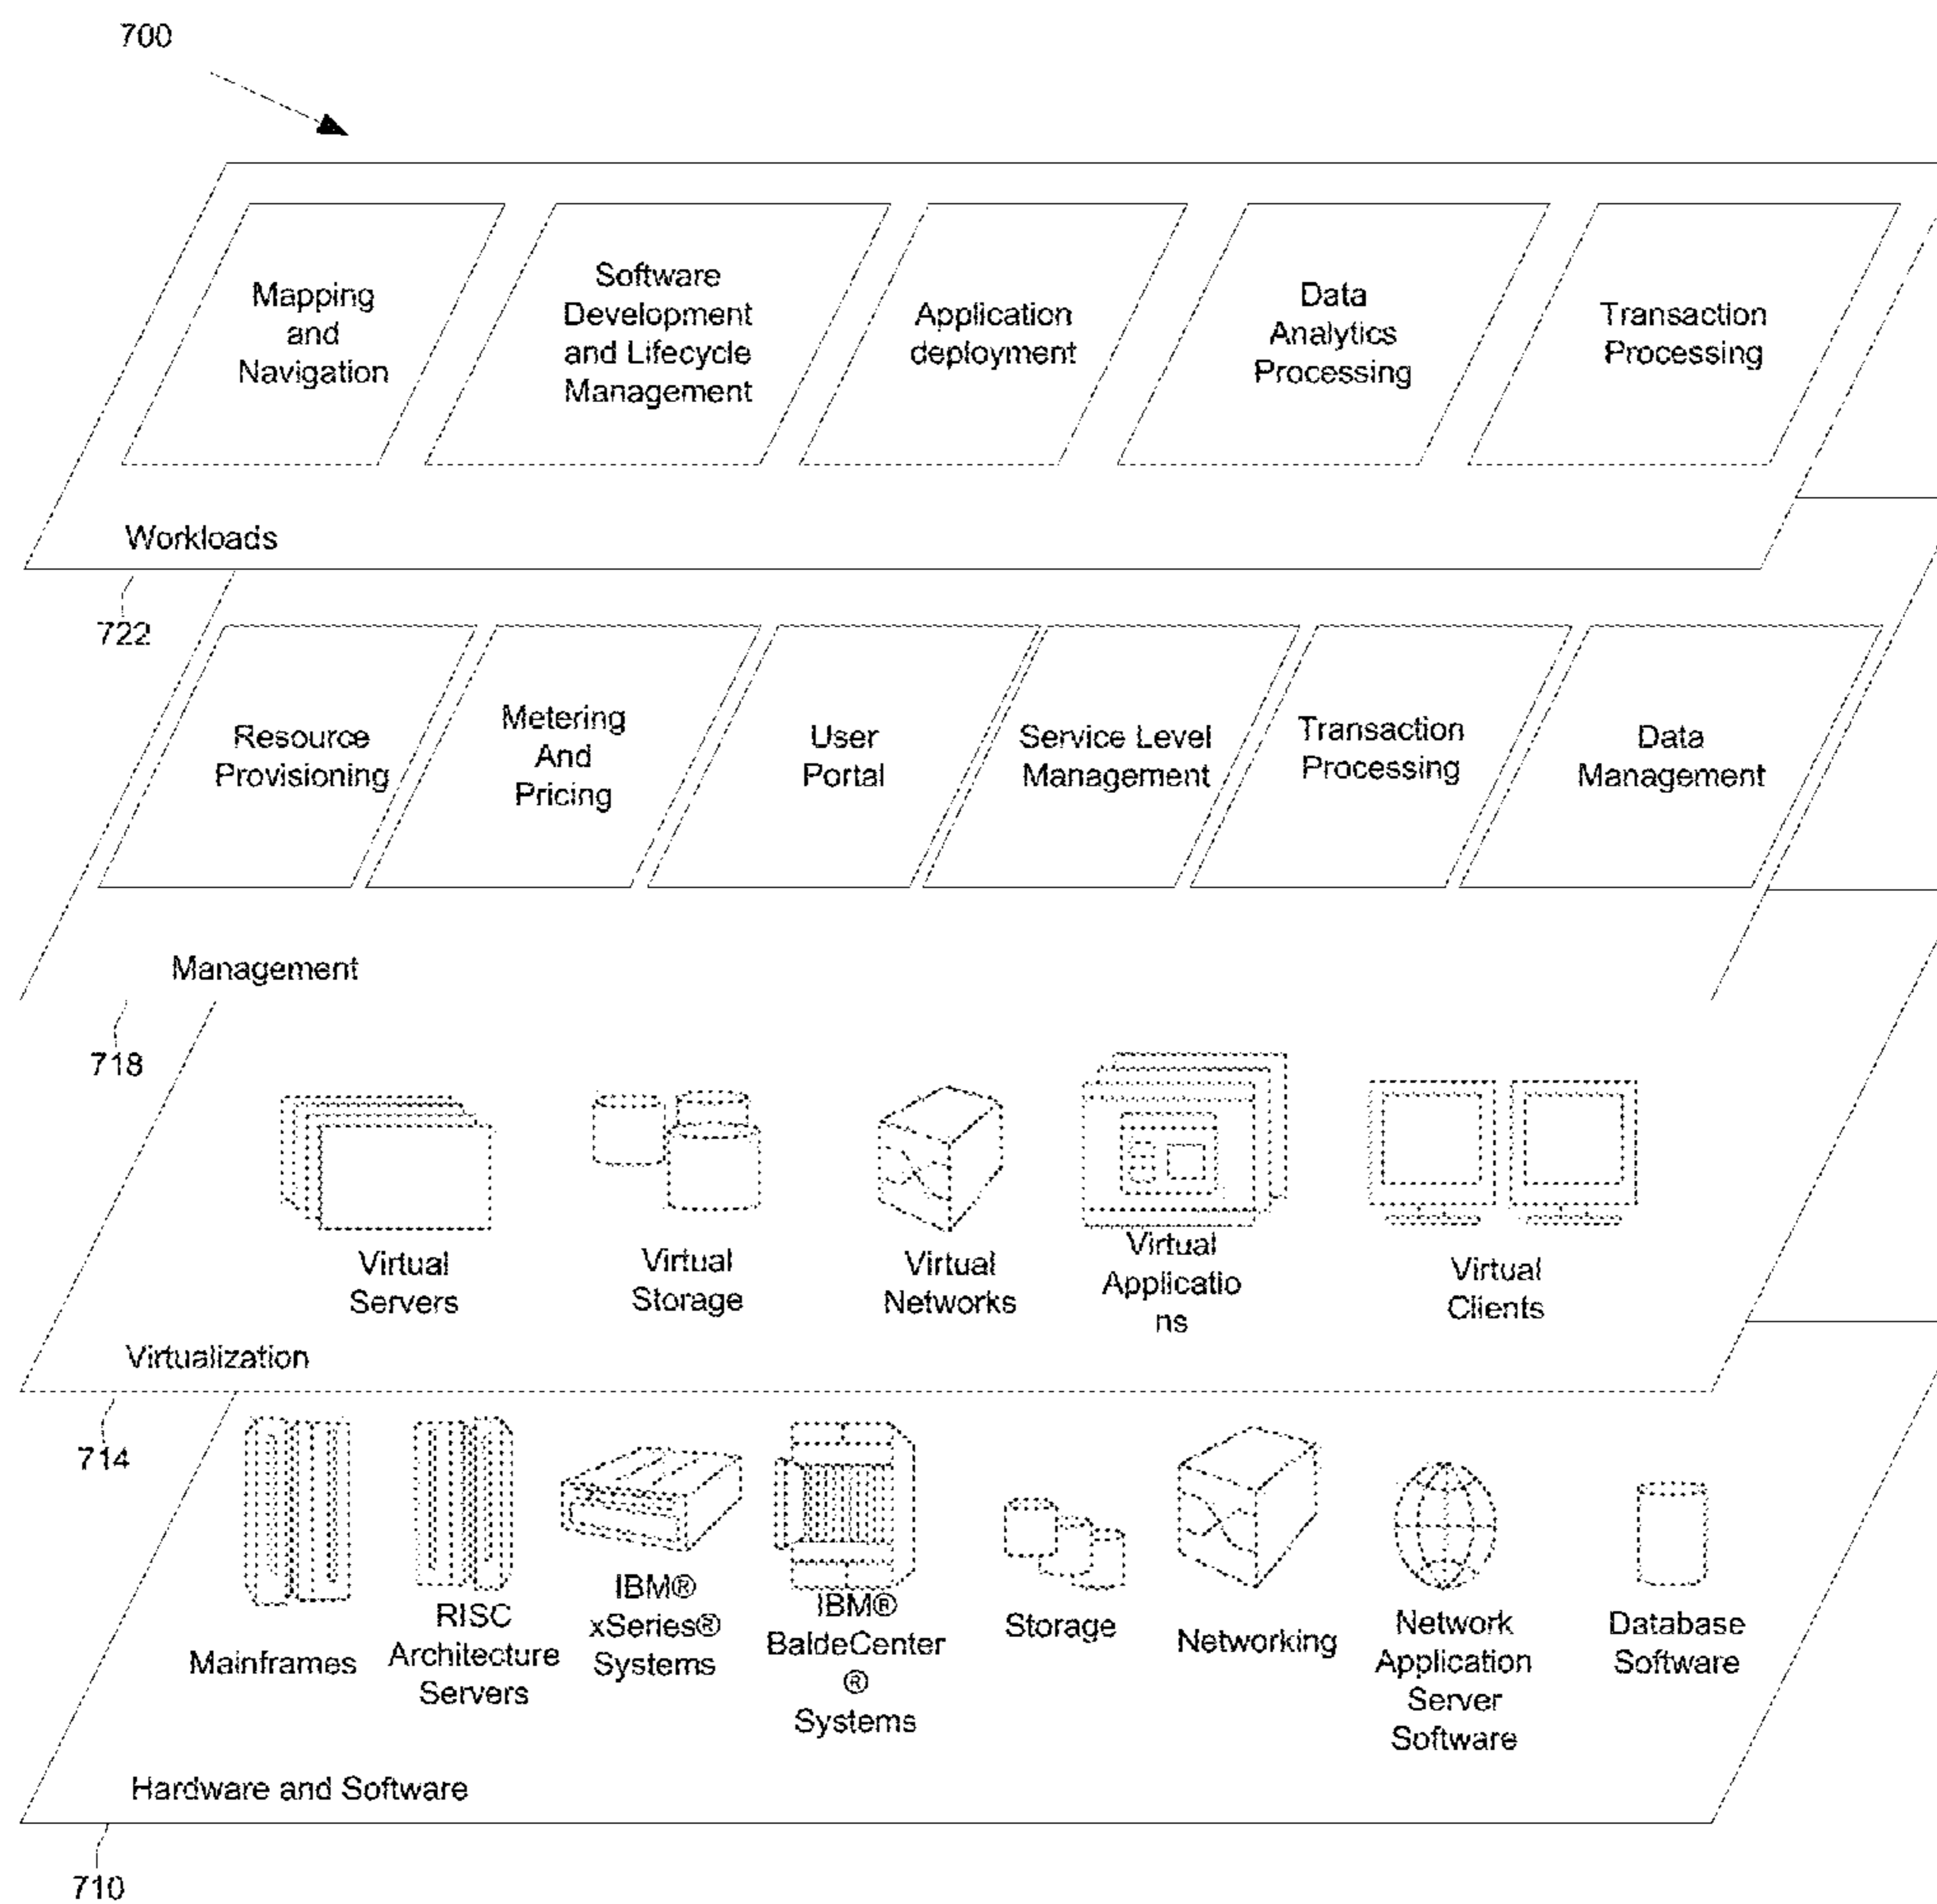 700
Mapping
and
Navigation
Software
Development
and Lifecycle
Management
Application
deployment
Data
Analytics
Processing
Transaction
Processing
Workloads
722
Resource
Provisioning
Metering
And
Pricing
User
Portal
Service Level
Management
Transaction
Processing
Data
Management
Management
718
Virtual
Servers
Virtual
Storage
Virtual
Networks
Virtual
Applicatio
ns
Virtual
Clients
Virtualization
714
Mainframes
RISC
Architecture
Servers
IBM®
xSeries®
Systems
IBM®
BaldeCenter
®
Systems
Storage
Networking
Network
Application
Server
Software
Database
Software
Hardware and Software
710